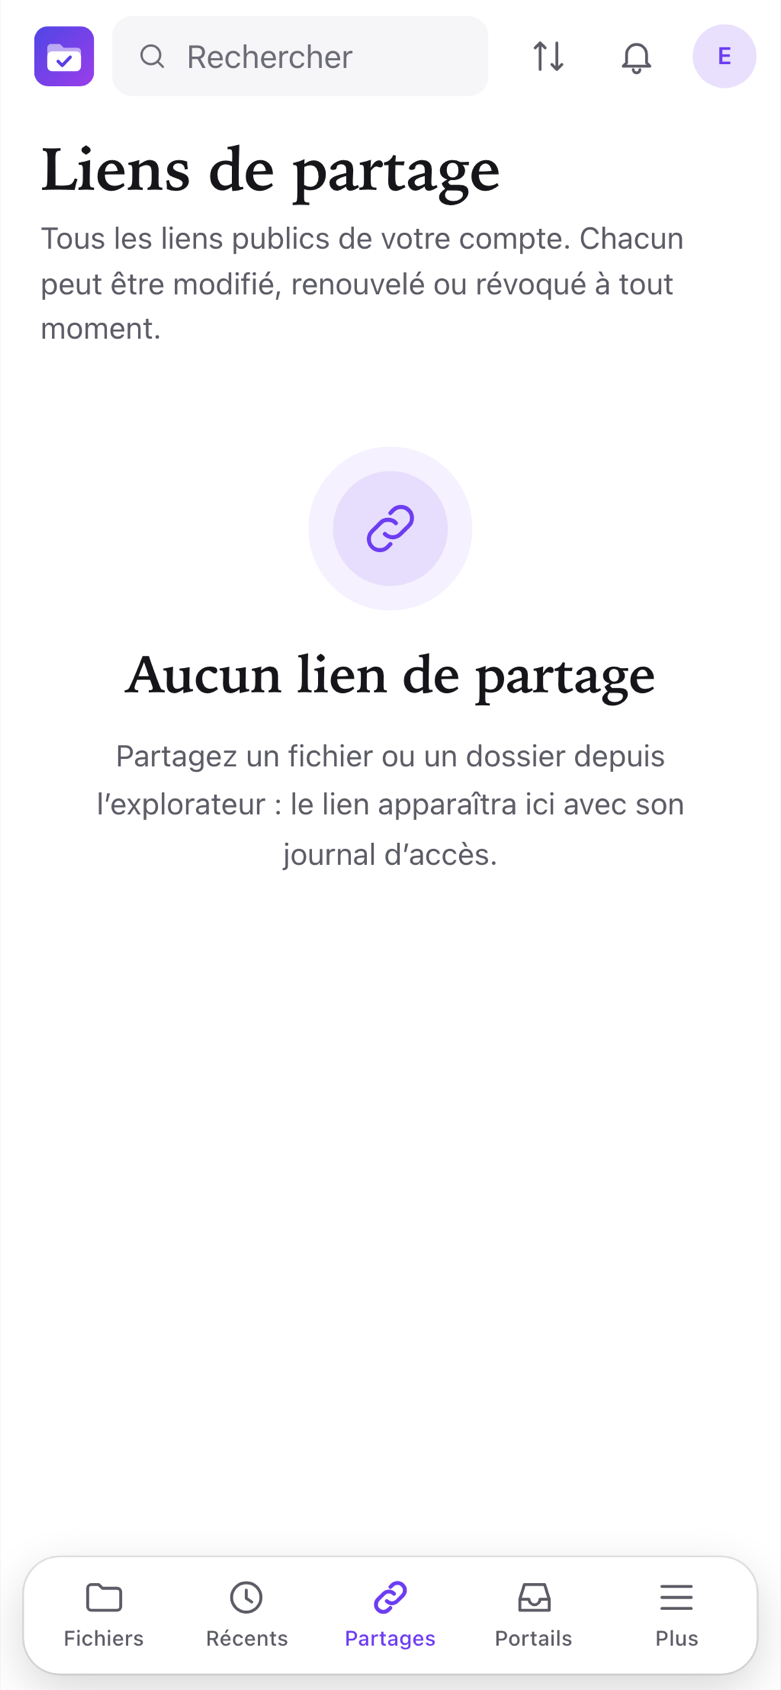 Rechercher
E
Liens de partage
Tous les liens publics de votre compte. Chacun
peut être modifié, renouvelé ou révoqué à tout
moment.
Aucun lien de partage
Partagez un fichier ou un dossier depuis
l’explorateur : le lien apparaîtra ici avec son
journal d’accès.
Fichiers
Récents
Partages
Portails
Plus